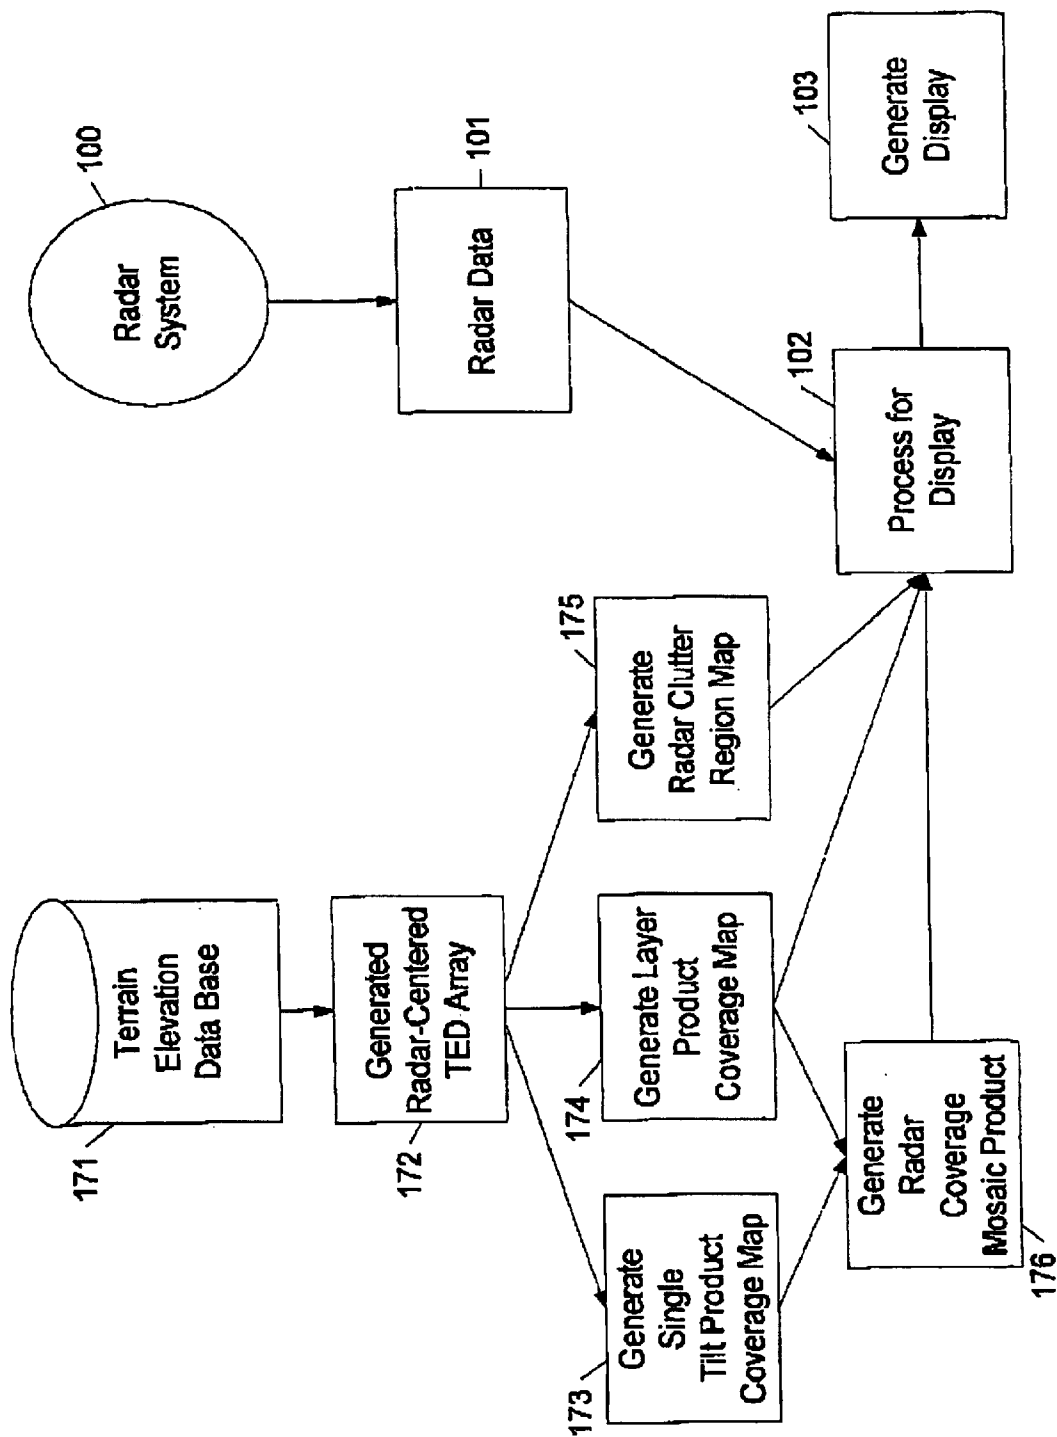 171
Terrain
Elevation
Data Base
172
Generated
Radar-Centered
TED Array
173
Generate
Single
Tilt Product
Coverage Map
174
Generate Layer
Product
Coverage Map
175
Generate
Radar Clutter
Region Map
176
Generate
Radar
Coverage
Mosaic Product
100
Radar
System
101
Radar Data
102
Process for
Display
103
Generate
Display